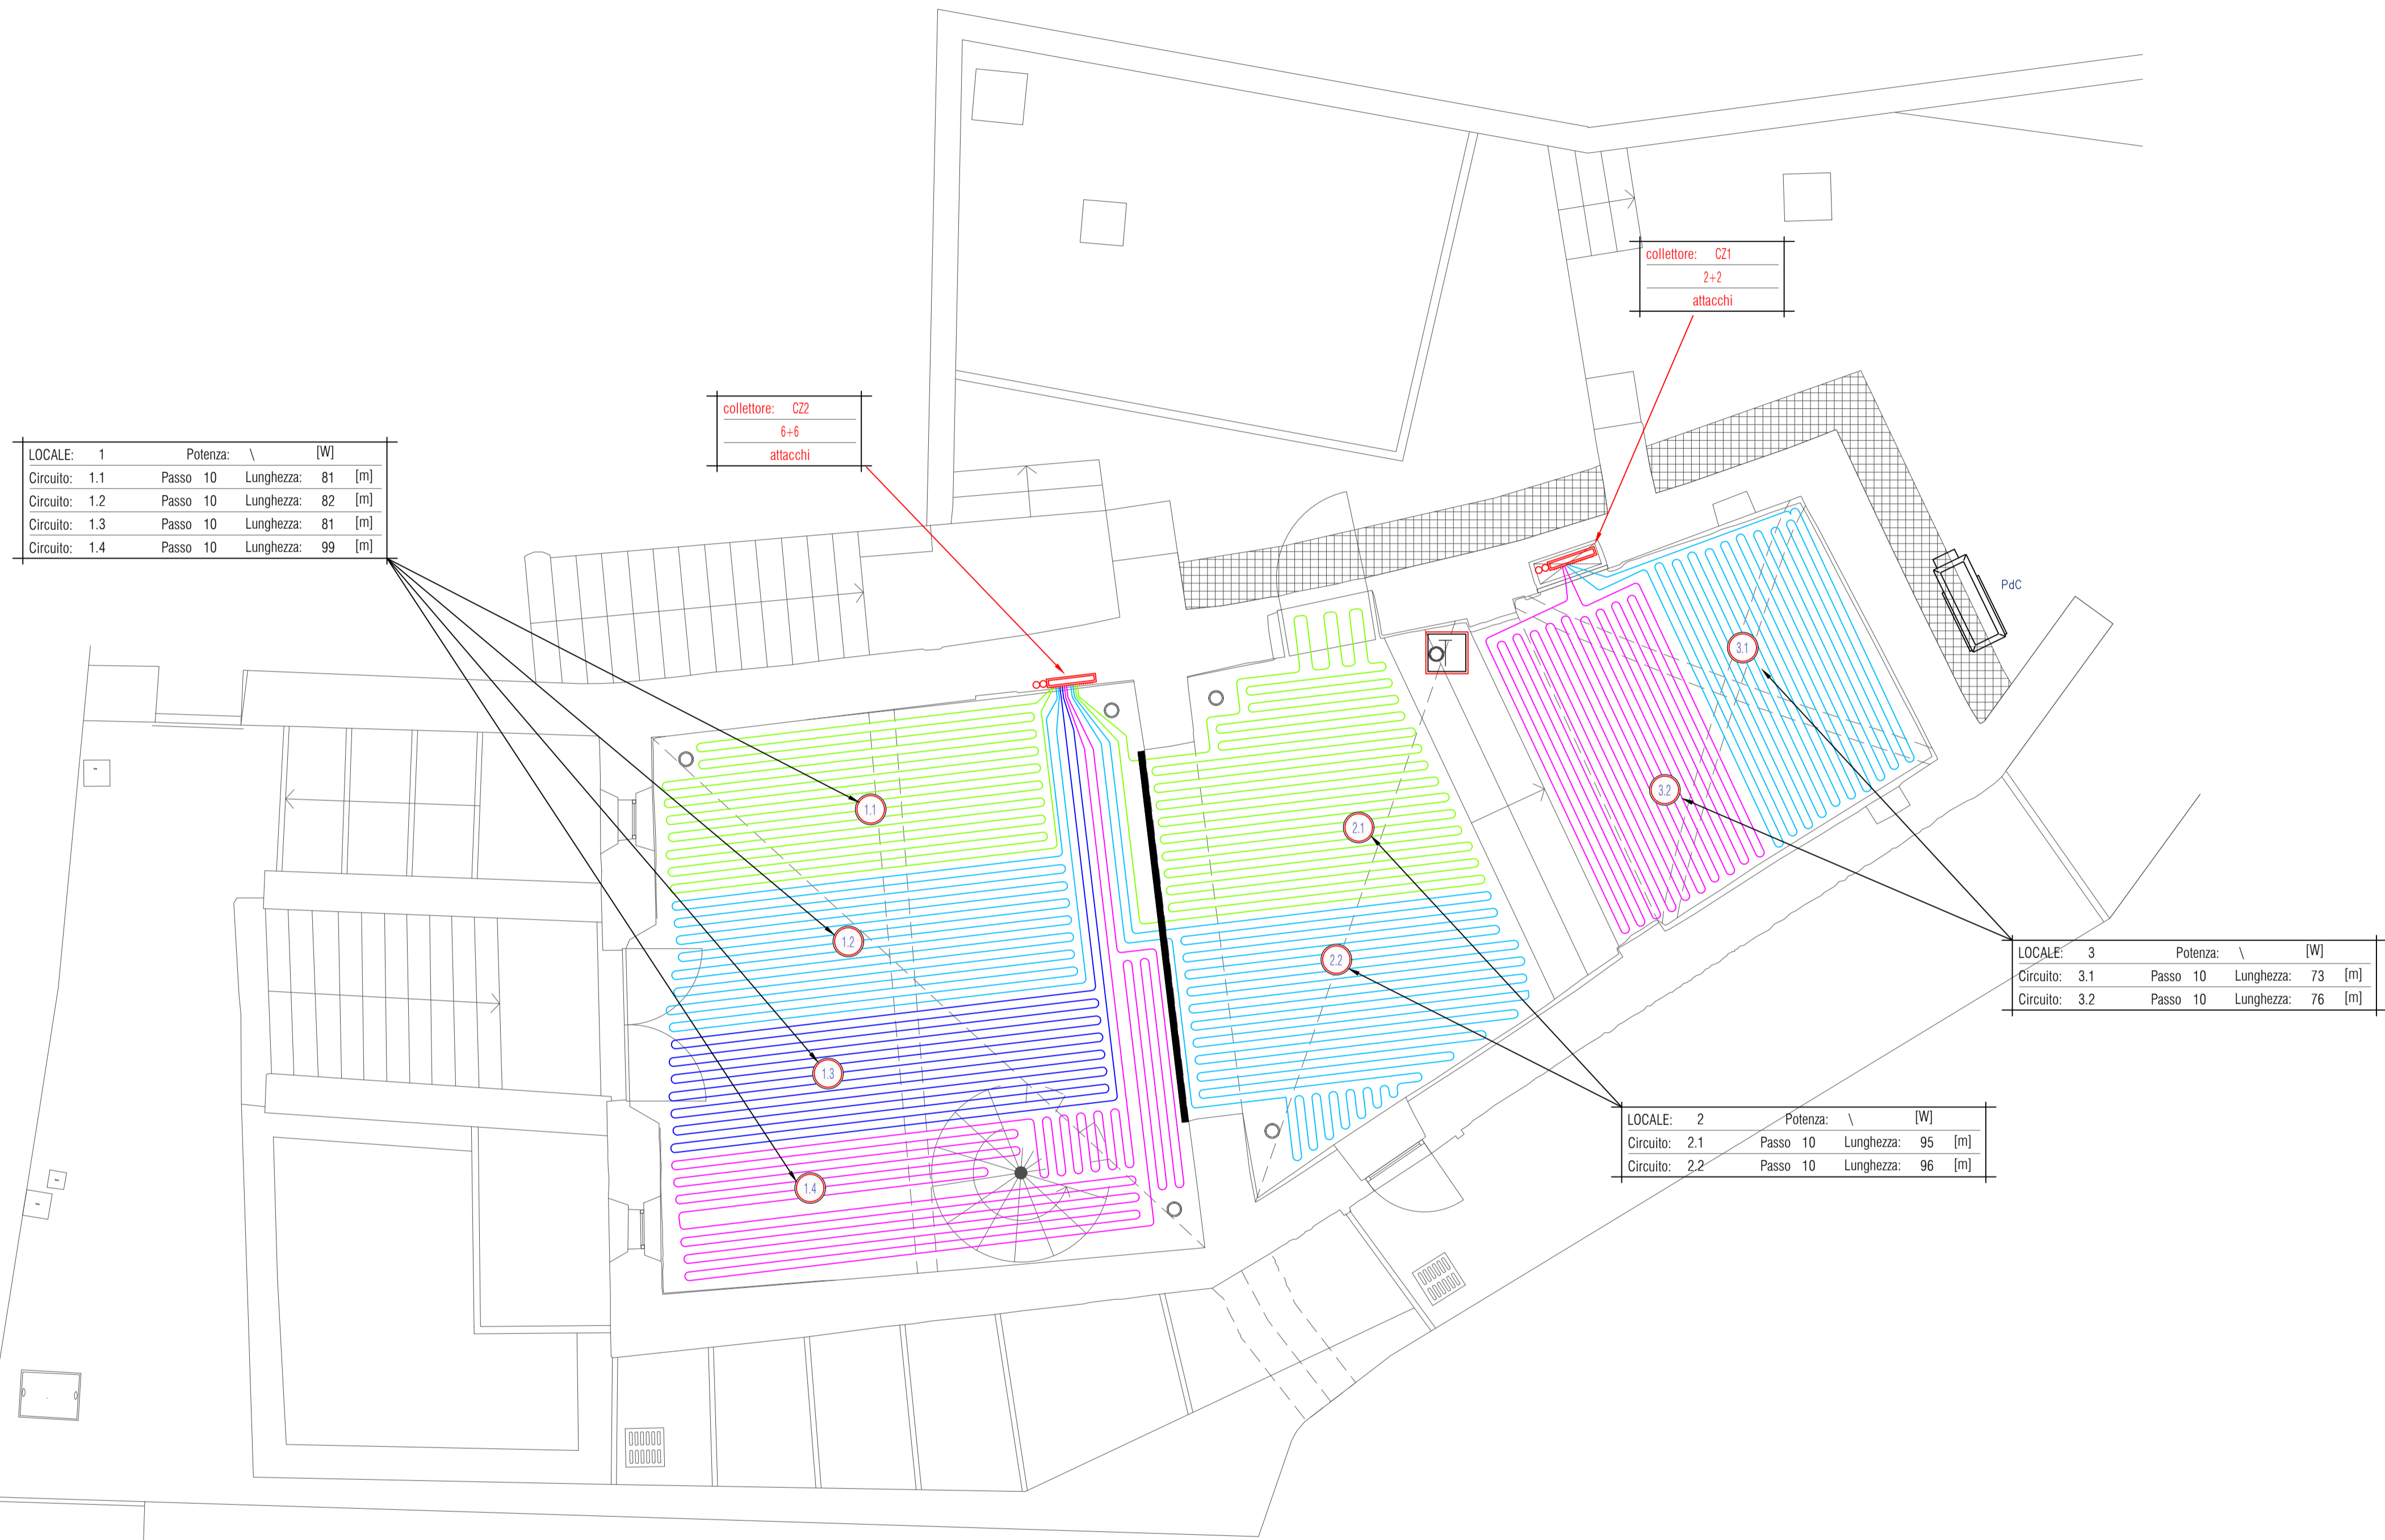 collettore: CZ1
2+2
attacchi
collettore: CZ2
6+6
attacchi
LOCALE: 1 Potenza: \ [W]
Circuito: 1.1 Passo 10 Lunghezza: 81 [m]
Circuito: 1.2 Passo 10 Lunghezza: 82 [m]
Circuito: 1.3 Passo 10 Lunghezza: 81 [m]
Circuito: 1.4 Passo 10 Lunghezza: 99 [m]
PdC
3.1
3.2
1.1
2.1
1.2
2.2
1.3
1.4
LOCALE: 3 Potenza: \ [W]
Circuito: 3.1 Passo 10 Lunghezza: 73 [m]
Circuito: 3.2 Passo 10 Lunghezza: 76 [m]
LOCALE: 2 Potenza: \ [W]
Circuito: 2.1 Passo 10 Lunghezza: 95 [m]
Circuito: 2.2 Passo 10 Lunghezza: 96 [m]